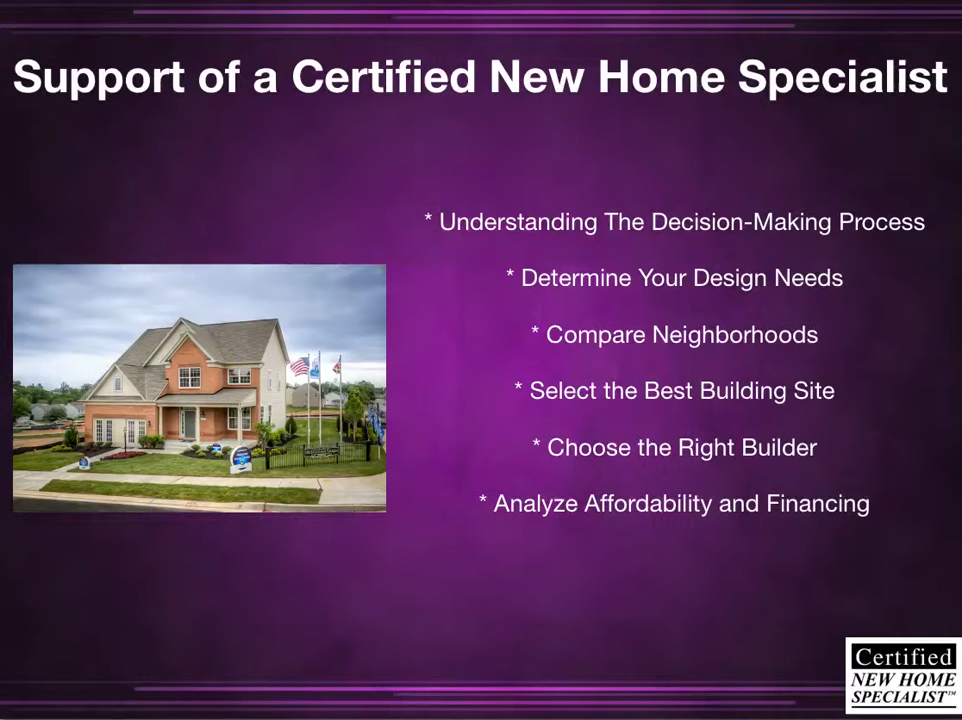 Support of a Certified New Home Specialist
* Understanding The Decision-Making Process
* Determine Your Design Needs
* Compare Neighborhoods
* Select the Best Building Site
* Choose the Right Builder
* Analyze Affordability and Financing
Certified
NEW HOME
SPECIALIST™